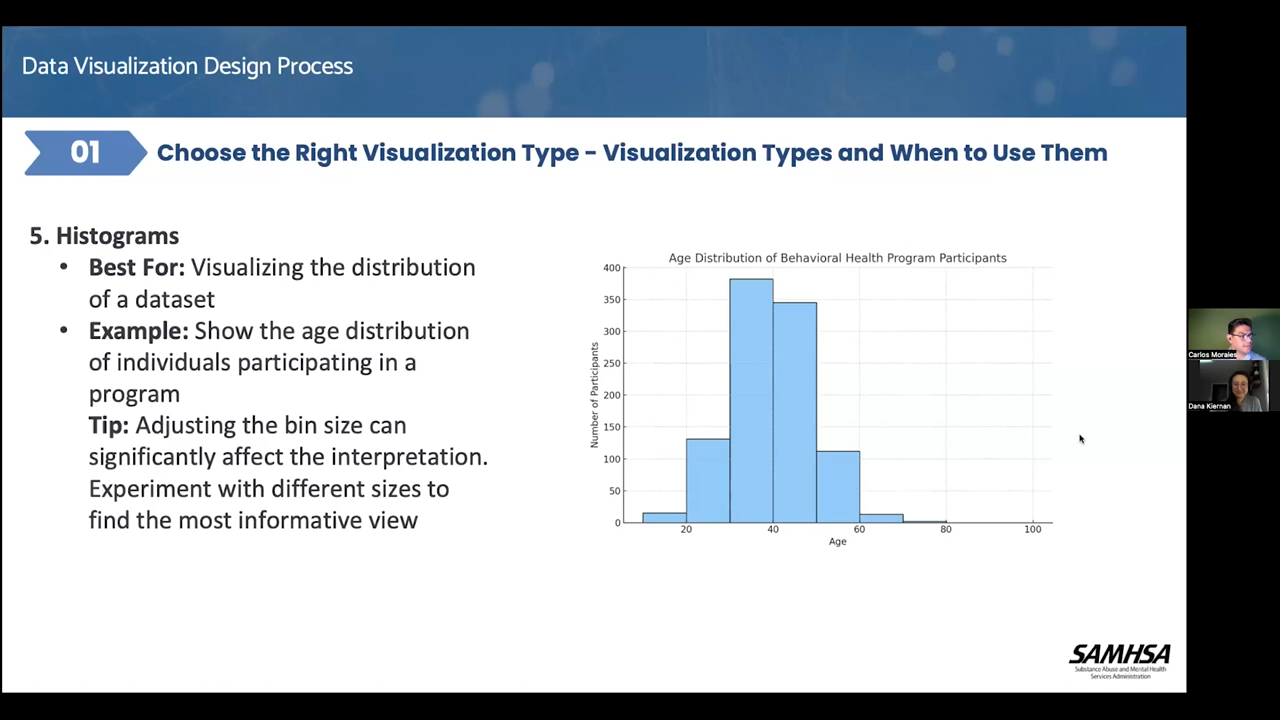 Data Visualization Design Process
01
Choose the Right Visualization Type – Visualization Types and When to Use Them
5. Histograms
• Best For: Visualizing the distribution
of a dataset
• Example: Show the age distribution
of individuals participating in a
program
Tip: Adjusting the bin size can
significantly affect the interpretation.
Experiment with different sizes to
find the most informative view
Age Distribution of Behavioral Health Program Participants
Number of Participants
400
350
300
250
200
150
100
50
0
20 40 60 80 100
Age
Carlos Morales
Dana Kiernan
SAMHSA
Substance Abuse and Mental Health
Services Administration